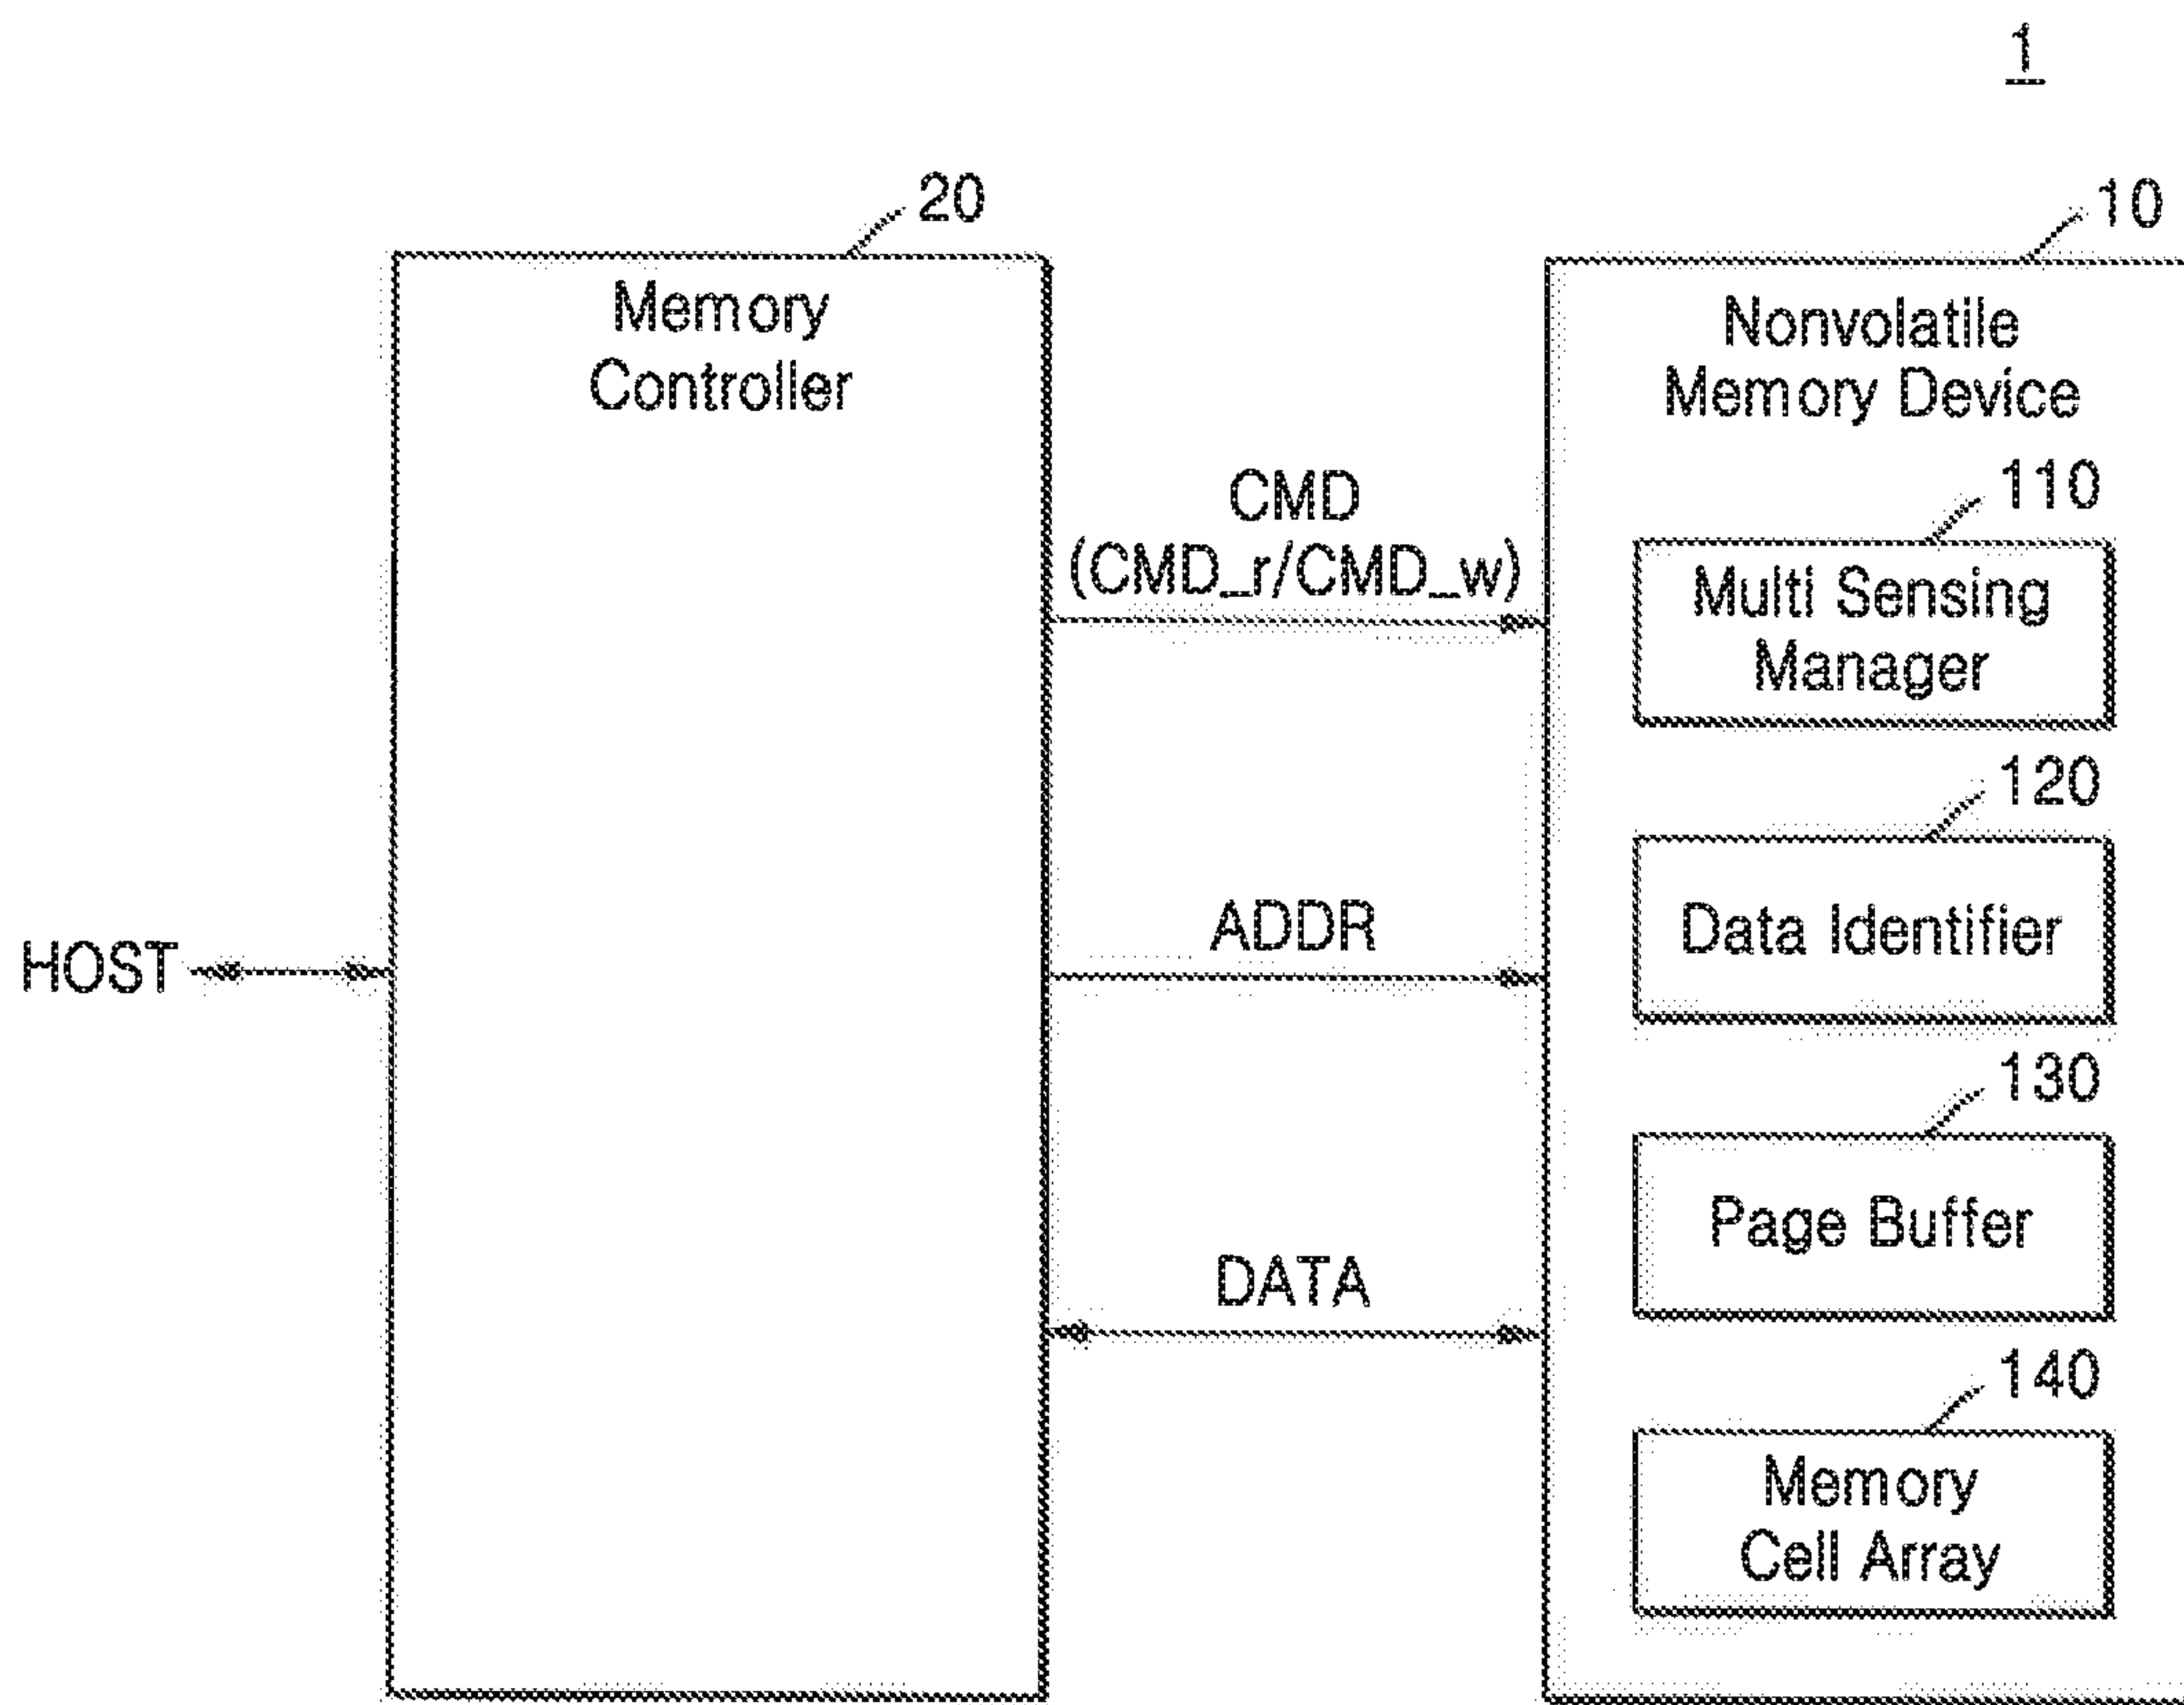 1
20
Memory
Controller
10
Nonvolatile
Memory Device
CMD
(CMD_r/CMD_w)
110
Multi Sensing
Manager
120
Data Identifier
ADDR
HOST
130
Page Buffer
DATA
140
Memory
Cell Array